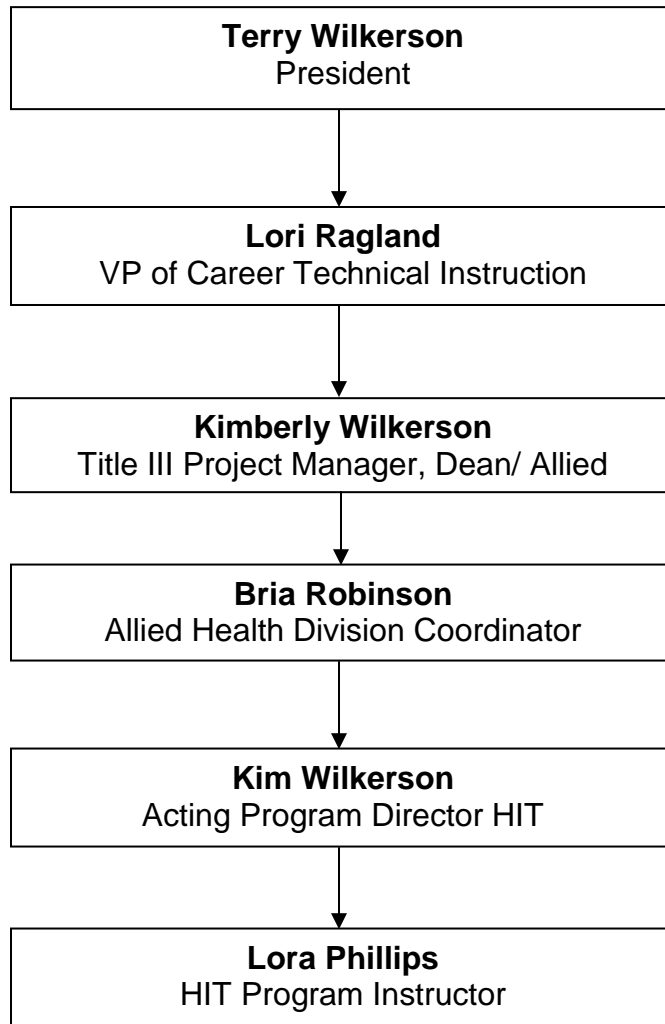 Terry Wilkerson
President
Lori Ragland
VP of Career Technical Instruction
Kimberly Wilkerson
Title III Project Manager, Dean/ Allied
Bria Robinson
Allied Health Division Coordinator
Kim Wilkerson
Acting Program Director HIT
Lora Phillips
HIT Program Instructor